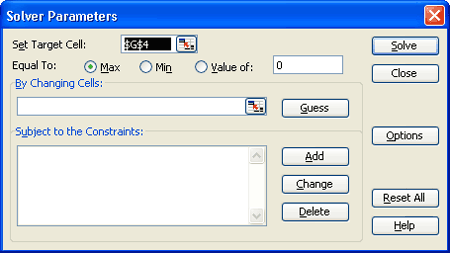 Solver Parameters
Set Target Cell: $G$4 Solve
Equal To: Max Min Value of: 0 Close
By Changing Cells:
Guess
Subject to the Constraints: Options
Add
Change Reset All
Delete Help